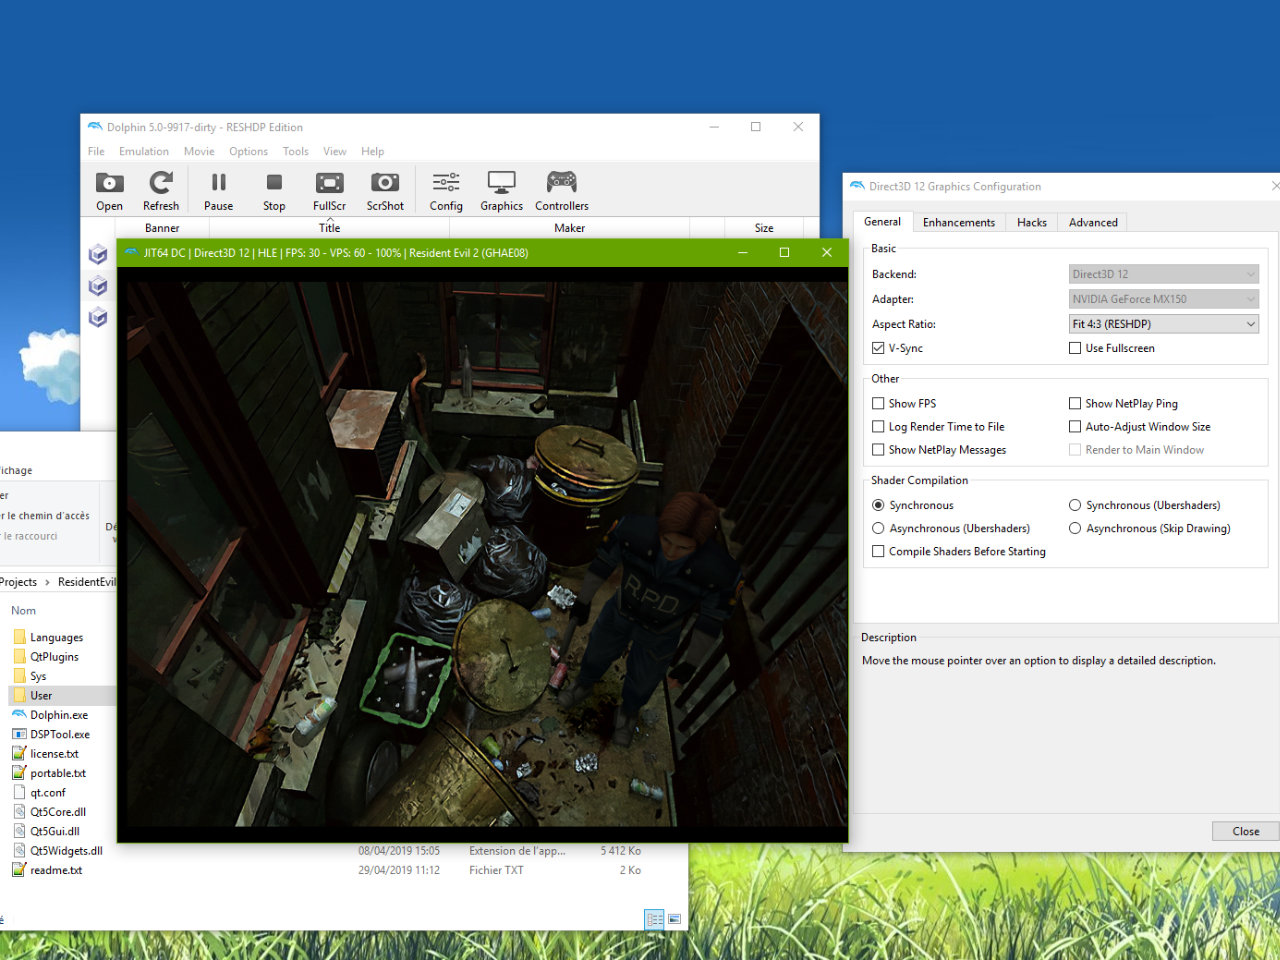 Dolphin 5.0-9917-dirty - RESHDP Edition
File Emulation Movie Options Tools View Help
Open Refresh Pause Stop FullScr ScrShot Config Graphics Controllers
Banner Title Maker Size
JIT64 DC | Direct3D 12 | HLE | FPS: 30 - VPS: 60 - 100% | Resident Evil 2 (GHAE08)
R.P.D
Direct3D 12 Graphics Configuration
General Enhancements Hacks Advanced
Basic
Backend: Direct3D 12
Adapter: NVIDIA GeForce MX150
Aspect Ratio: Fit 4:3 (RESHDP)
V-Sync Use Fullscreen
Other
Show FPS Show NetPlay Ping
Log Render Time to File Auto-Adjust Window Size
Show NetPlay Messages Render to Main Window
Shader Compilation
Synchronous Synchronous (Ubershaders)
Asynchronous (Ubershaders) Asynchronous (Skip Drawing)
Compile Shaders Before Starting
Description
Move the mouse pointer over an option to display a detailed description.
Close
fichage
er
r le chemin d'accès
r le raccourci
Dé
Projects > ResidentEvil
Nom
Languages
QtPlugins
Sys
User
Dolphin.exe
DSPTool.exe
license.txt
portable.txt
qt.conf
Qt5Core.dll
Qt5Gui.dll
Qt5Widgets.dll 08/04/2019 15:05 Extension de l'app... 5 412 Ko
readme.txt 29/04/2019 11:12 Fichier TXT 2 Ko